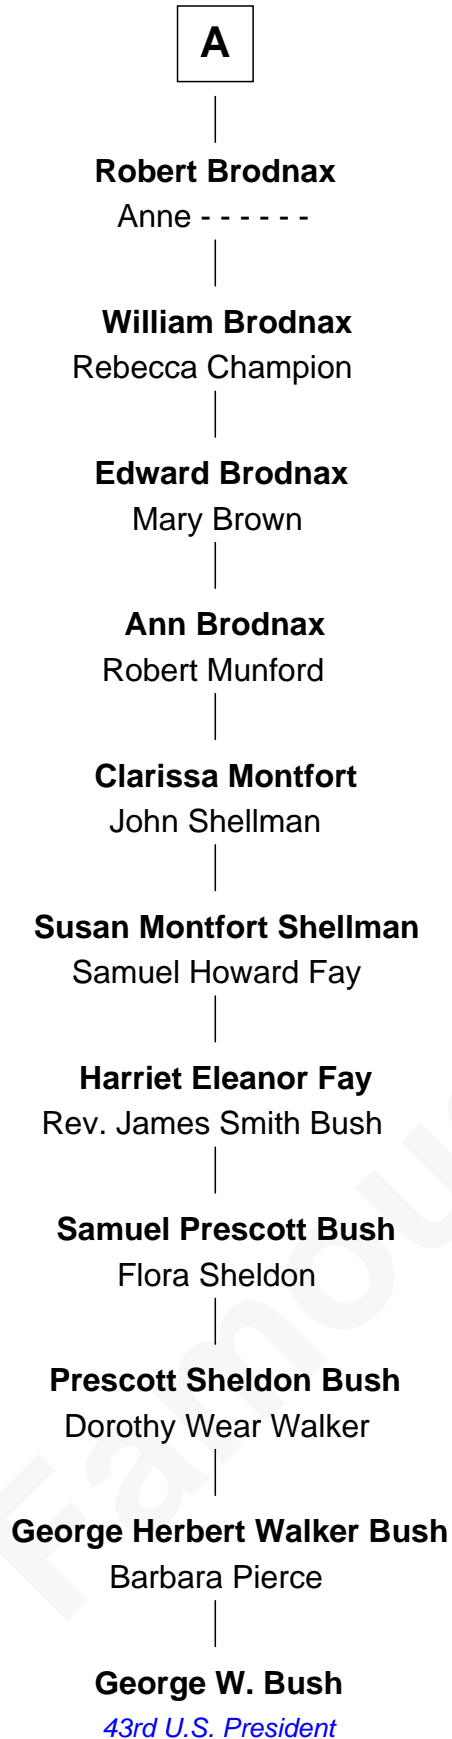 A
Robert Brodnax
Anne - - - - - -
William Brodnax
Rebecca Champion
Edward Brodnax
Mary Brown
Ann Brodnax
Robert Munford
Clarissa Montfort
John Shellman
Susan Montfort Shellman
Samuel Howard Fay
Harriet Eleanor Fay
Rev. James Smith Bush
Samuel Prescott Bush
Flora Sheldon
Prescott Sheldon Bush
Dorothy Wear Walker
George Herbert Walker Bush
Barbara Pierce
George W. Bush
43rd U.S. President
Famou